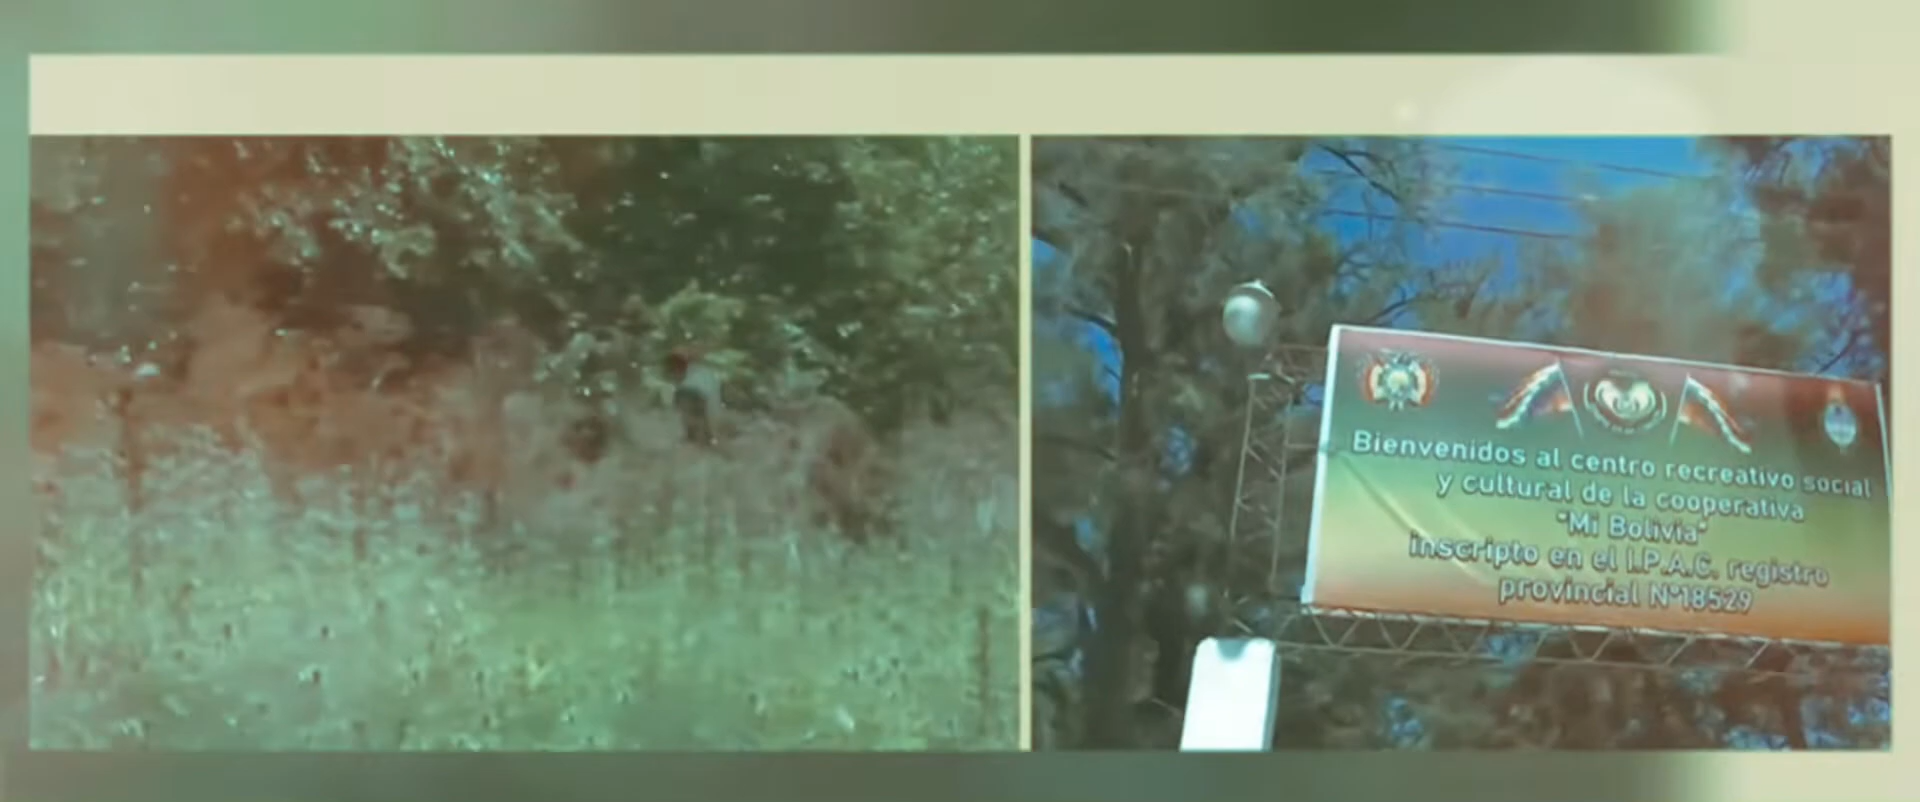 Bienvenidos al centro recreativo social
y cultural de la cooperativa
"Mi Bolivia"
inscripto en el I.P.A.C. registro
provincial N°18529